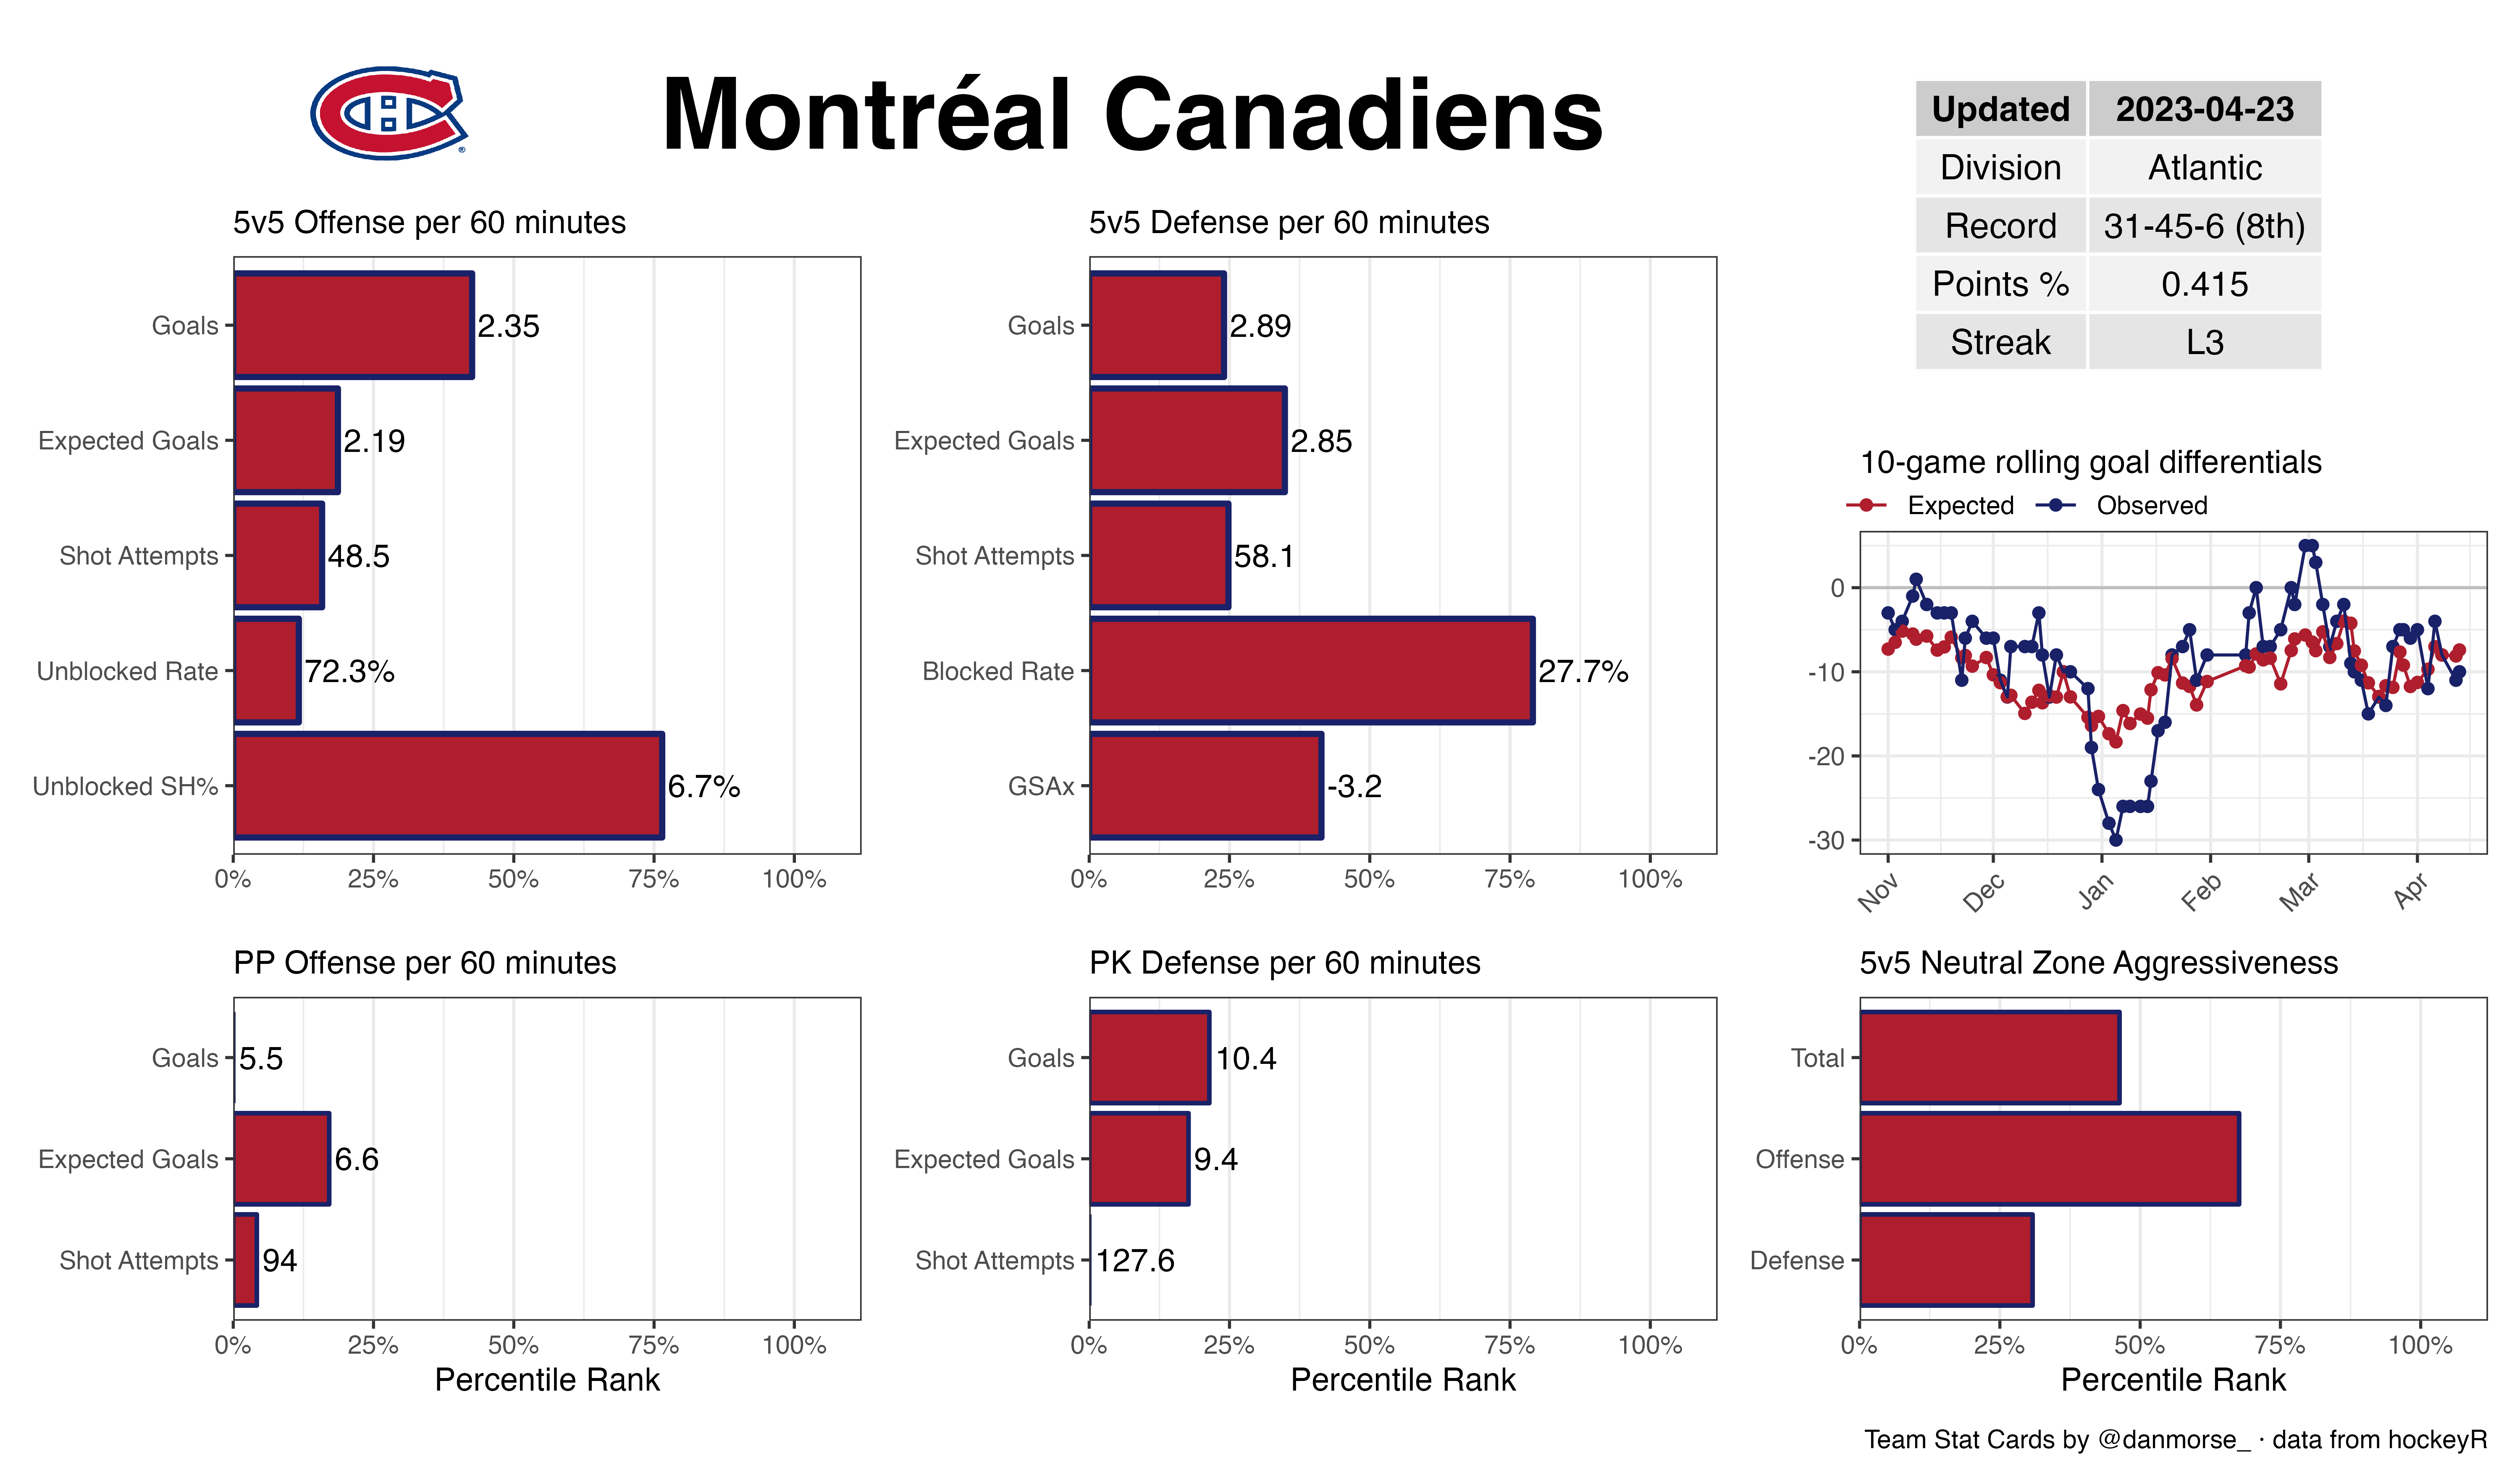 Montréal Canadiens
Updated 2023-04-23
Division Atlantic
Record 31-45-6 (8th)
Points % 0.415
Streak L3
5v5 Offense per 60 minutes
Goals 2.35
Expected Goals 2.19
Shot Attempts 48.5
Unblocked Rate 72.3%
Unblocked SH% 6.7%
0% 25% 50% 75% 100%
5v5 Defense per 60 minutes
Goals 2.89
Expected Goals 2.85
Shot Attempts 58.1
Blocked Rate 27.7%
GSAx -3.2
0% 25% 50% 75% 100%
10-game rolling goal differentials
Expected Observed
0
-10
-20
-30
Nov Dec Jan Feb Mar Apr
PP Offense per 60 minutes
Goals 5.5
Expected Goals 6.6
Shot Attempts 94
0% 25% 50% 75% 100%
Percentile Rank
PK Defense per 60 minutes
Goals 10.4
Expected Goals 9.4
Shot Attempts 127.6
0% 25% 50% 75% 100%
Percentile Rank
5v5 Neutral Zone Aggressiveness
Total
Offense
Defense
0% 25% 50% 75% 100%
Percentile Rank
Team Stat Cards by @danmorse_ · data from hockeyR